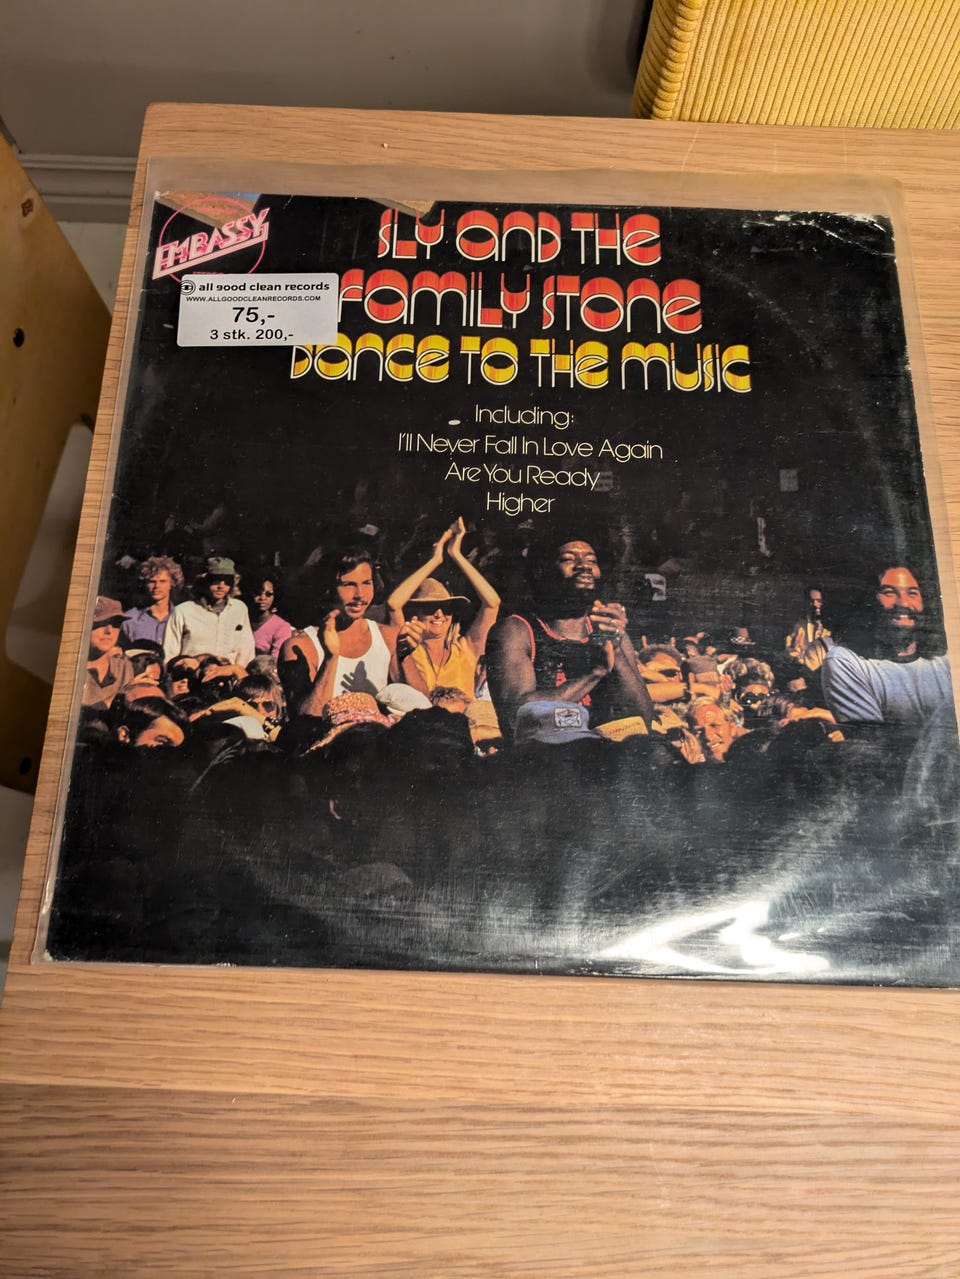 EMBASSY
SLY AND THE
FAMILY STONE
DANCE TO THE MUSIC
all good clean records
WWW.ALLGOODCLEANRECORDS.COM
75,-
3 stk. 200,-
Including:
I'll Never Fall In Love Again
Are You Ready
Higher